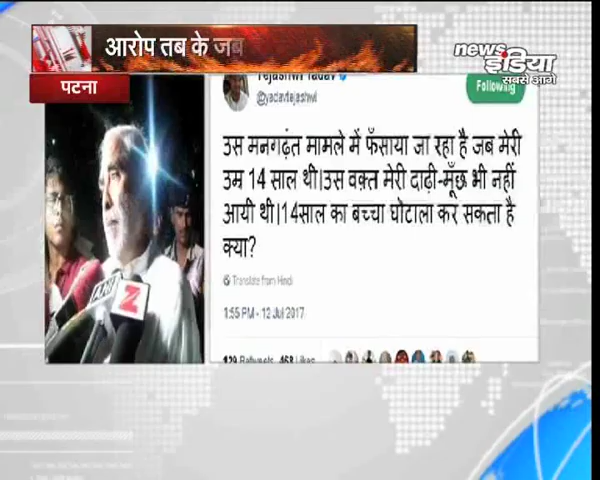 आरोप तब के जब
news
इंडिया
सबसे आगे
पटना
Tejashwi Yadav
@yadavtejashwi
Following
उस मनगढ़ंत मामले में फँसाया जा रहा है जब मेरी
उम्र 14 साल थी।उस वक़्त मेरी दाढ़ी-मूँछ भी नहीं
आयी थी।14साल का बच्चा घोटाला कर सकता है
क्या?
Translate from Hindi
1:55 PM - 12 Jul 2017
129 Retweets 468 Likes
ANI
Z